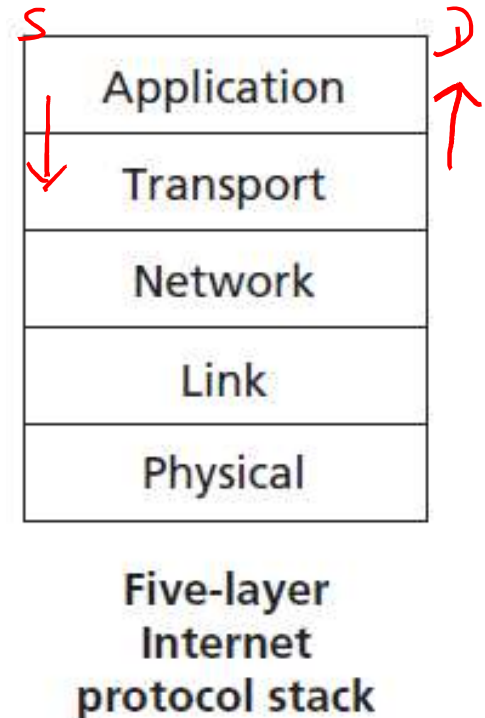 S D
Application
Transport
Network
Link
Physical
Five-layer
Internet
protocol stack